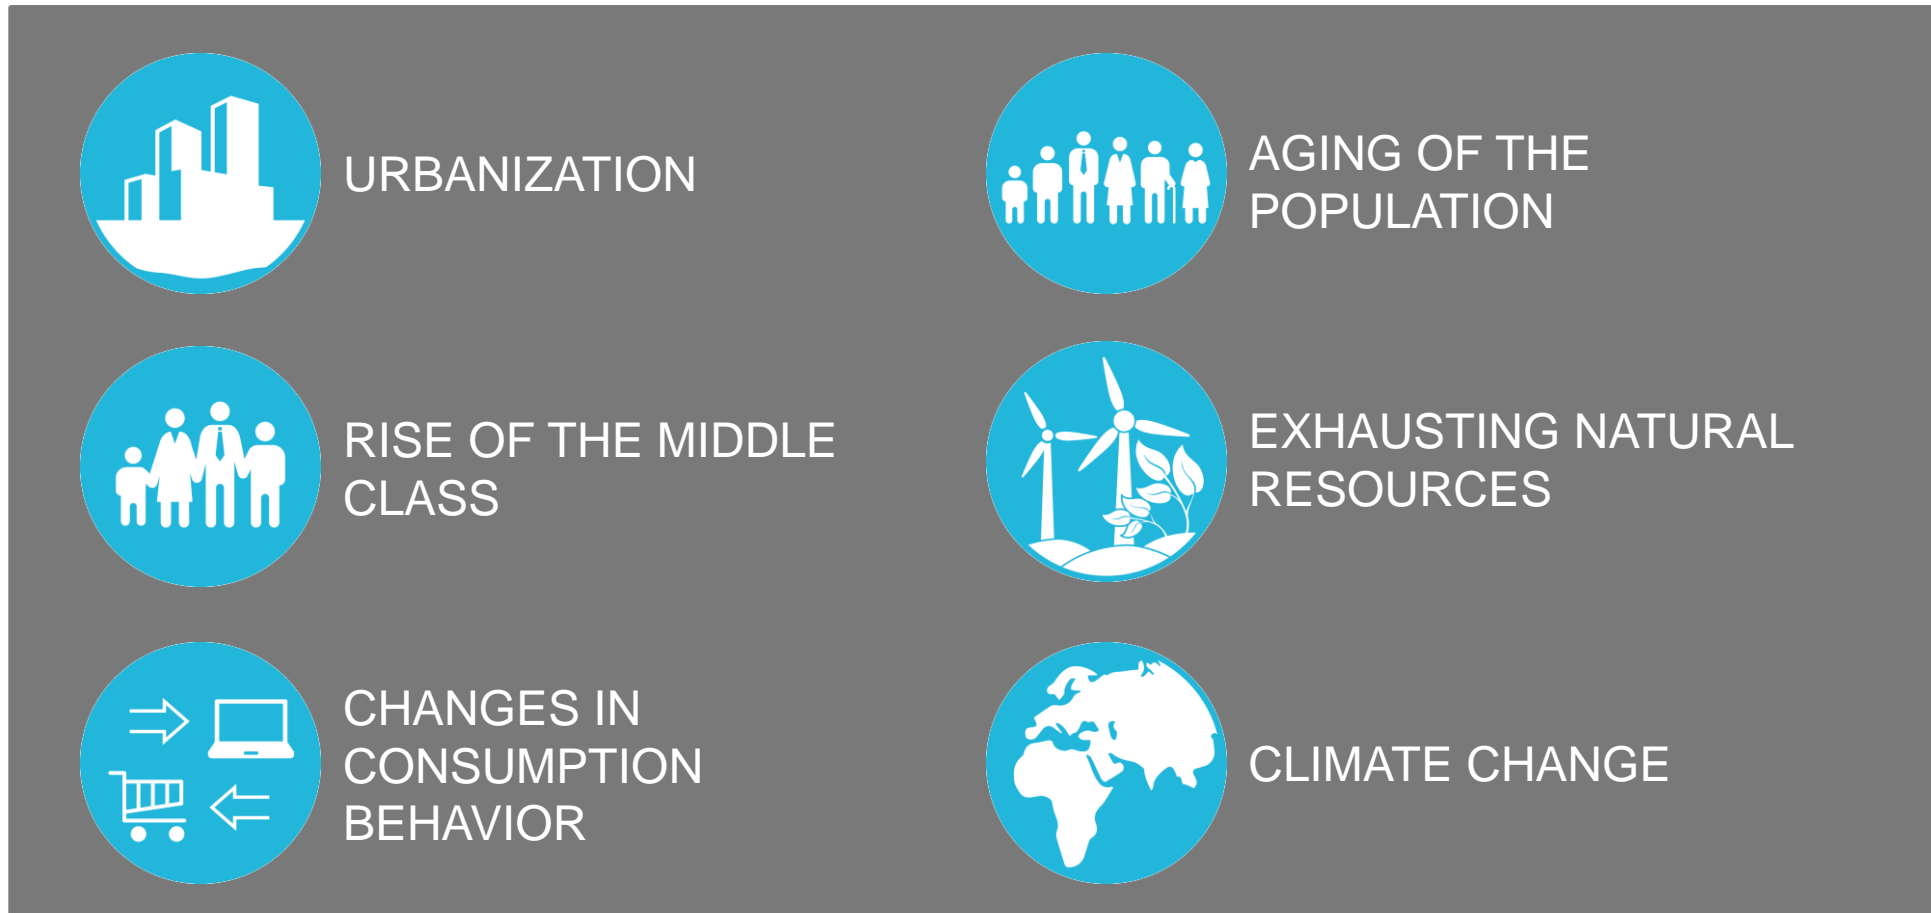 URBANIZATION
AGING OF THE
POPULATION
RISE OF THE MIDDLE
CLASS
EXHAUSTING NATURAL
RESOURCES
CHANGES IN
CONSUMPTION
BEHAVIOR
CLIMATE CHANGE